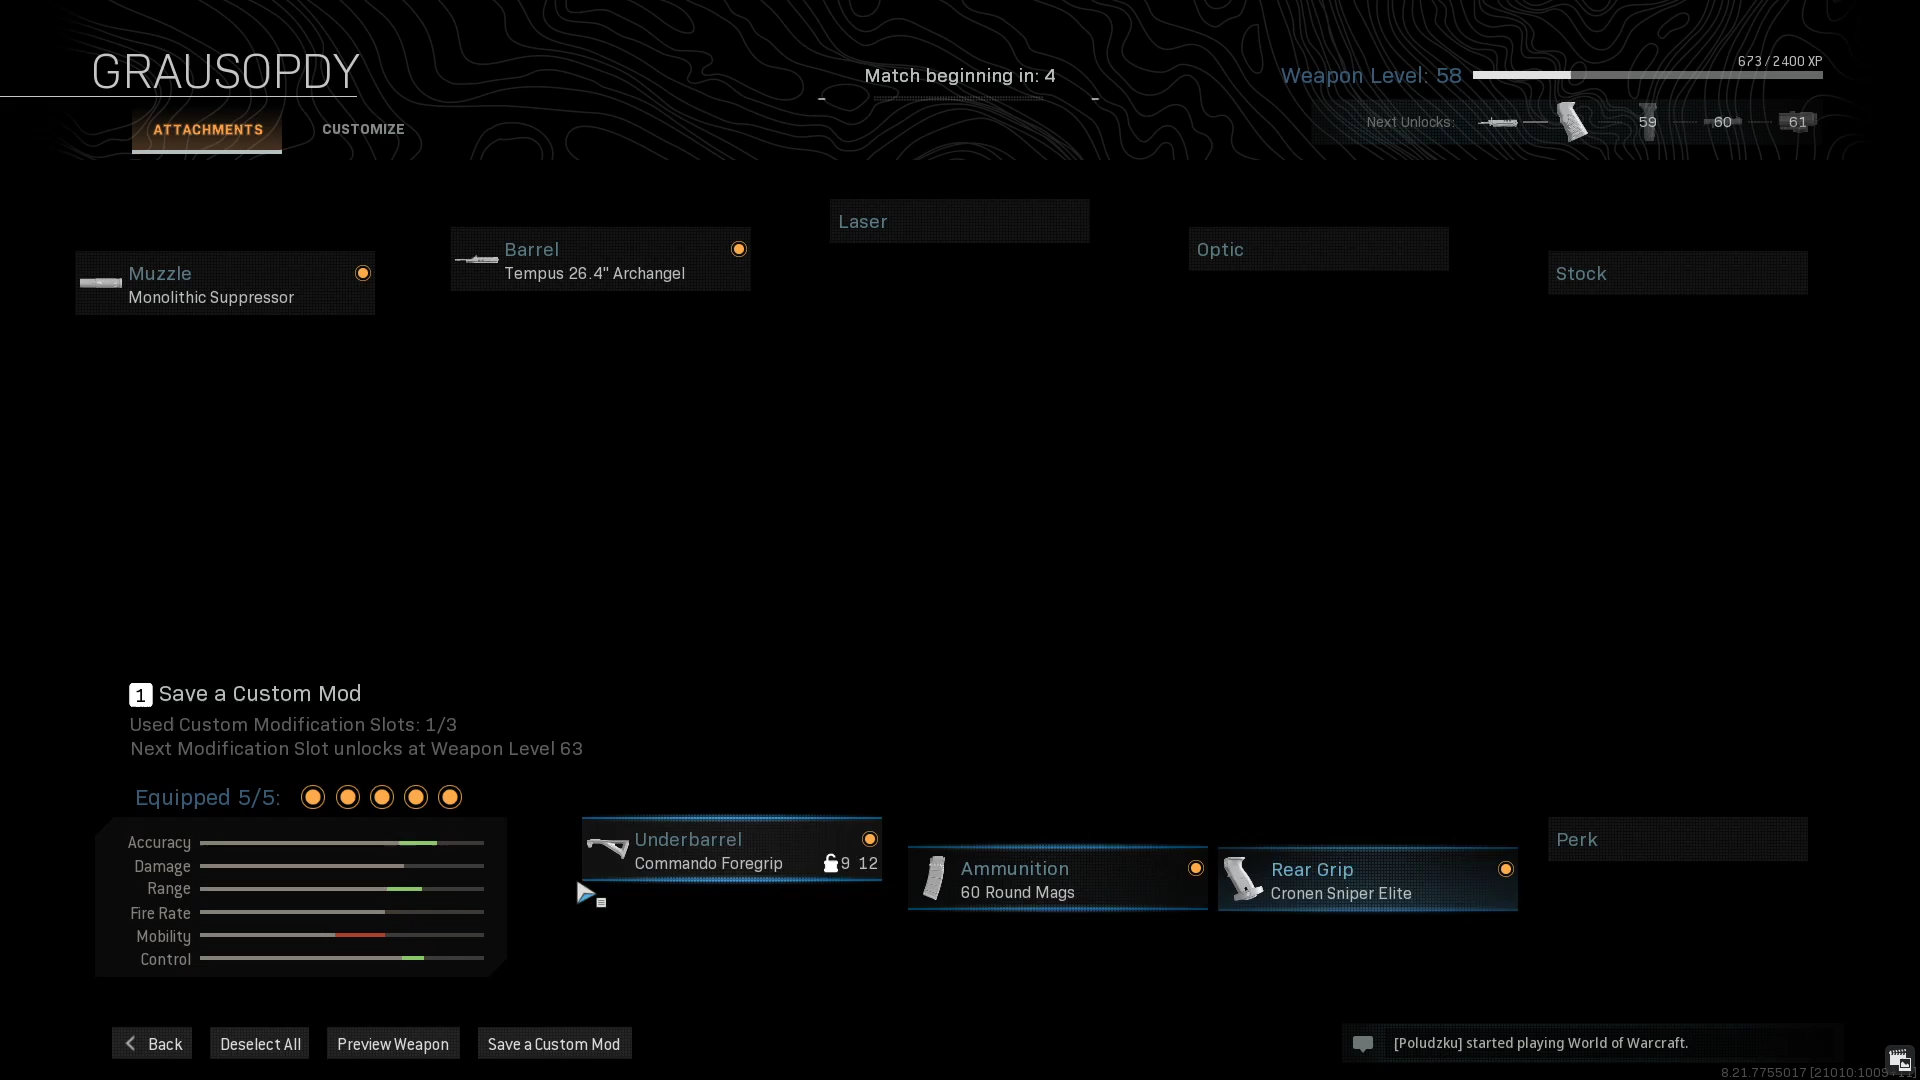 GRAUSOPDY
Match beginning in: 4
Weapon Level: 58
673 / 2400 XP
ATTACHMENTS
CUSTOMIZE
Next Unlocks:
59
60
61
Laser
Barrel
Tempus 26.4" Archangel
Optic
Muzzle
Monolithic Suppressor
Stock
1 Save a Custom Mod
Used Custom Modification Slots: 1/3
Next Modification Slot unlocks at Weapon Level 63
Equipped 5/5:
Accuracy
Damage
Range
Fire Rate
Mobility
Control
Underbarrel
Commando Foregrip
9 12
Ammunition
60 Round Mags
Rear Grip
Cronen Sniper Elite
Perk
Back
Deselect All
Preview Weapon
Save a Custom Mod
[Poludzku] started playing World of Warcraft.